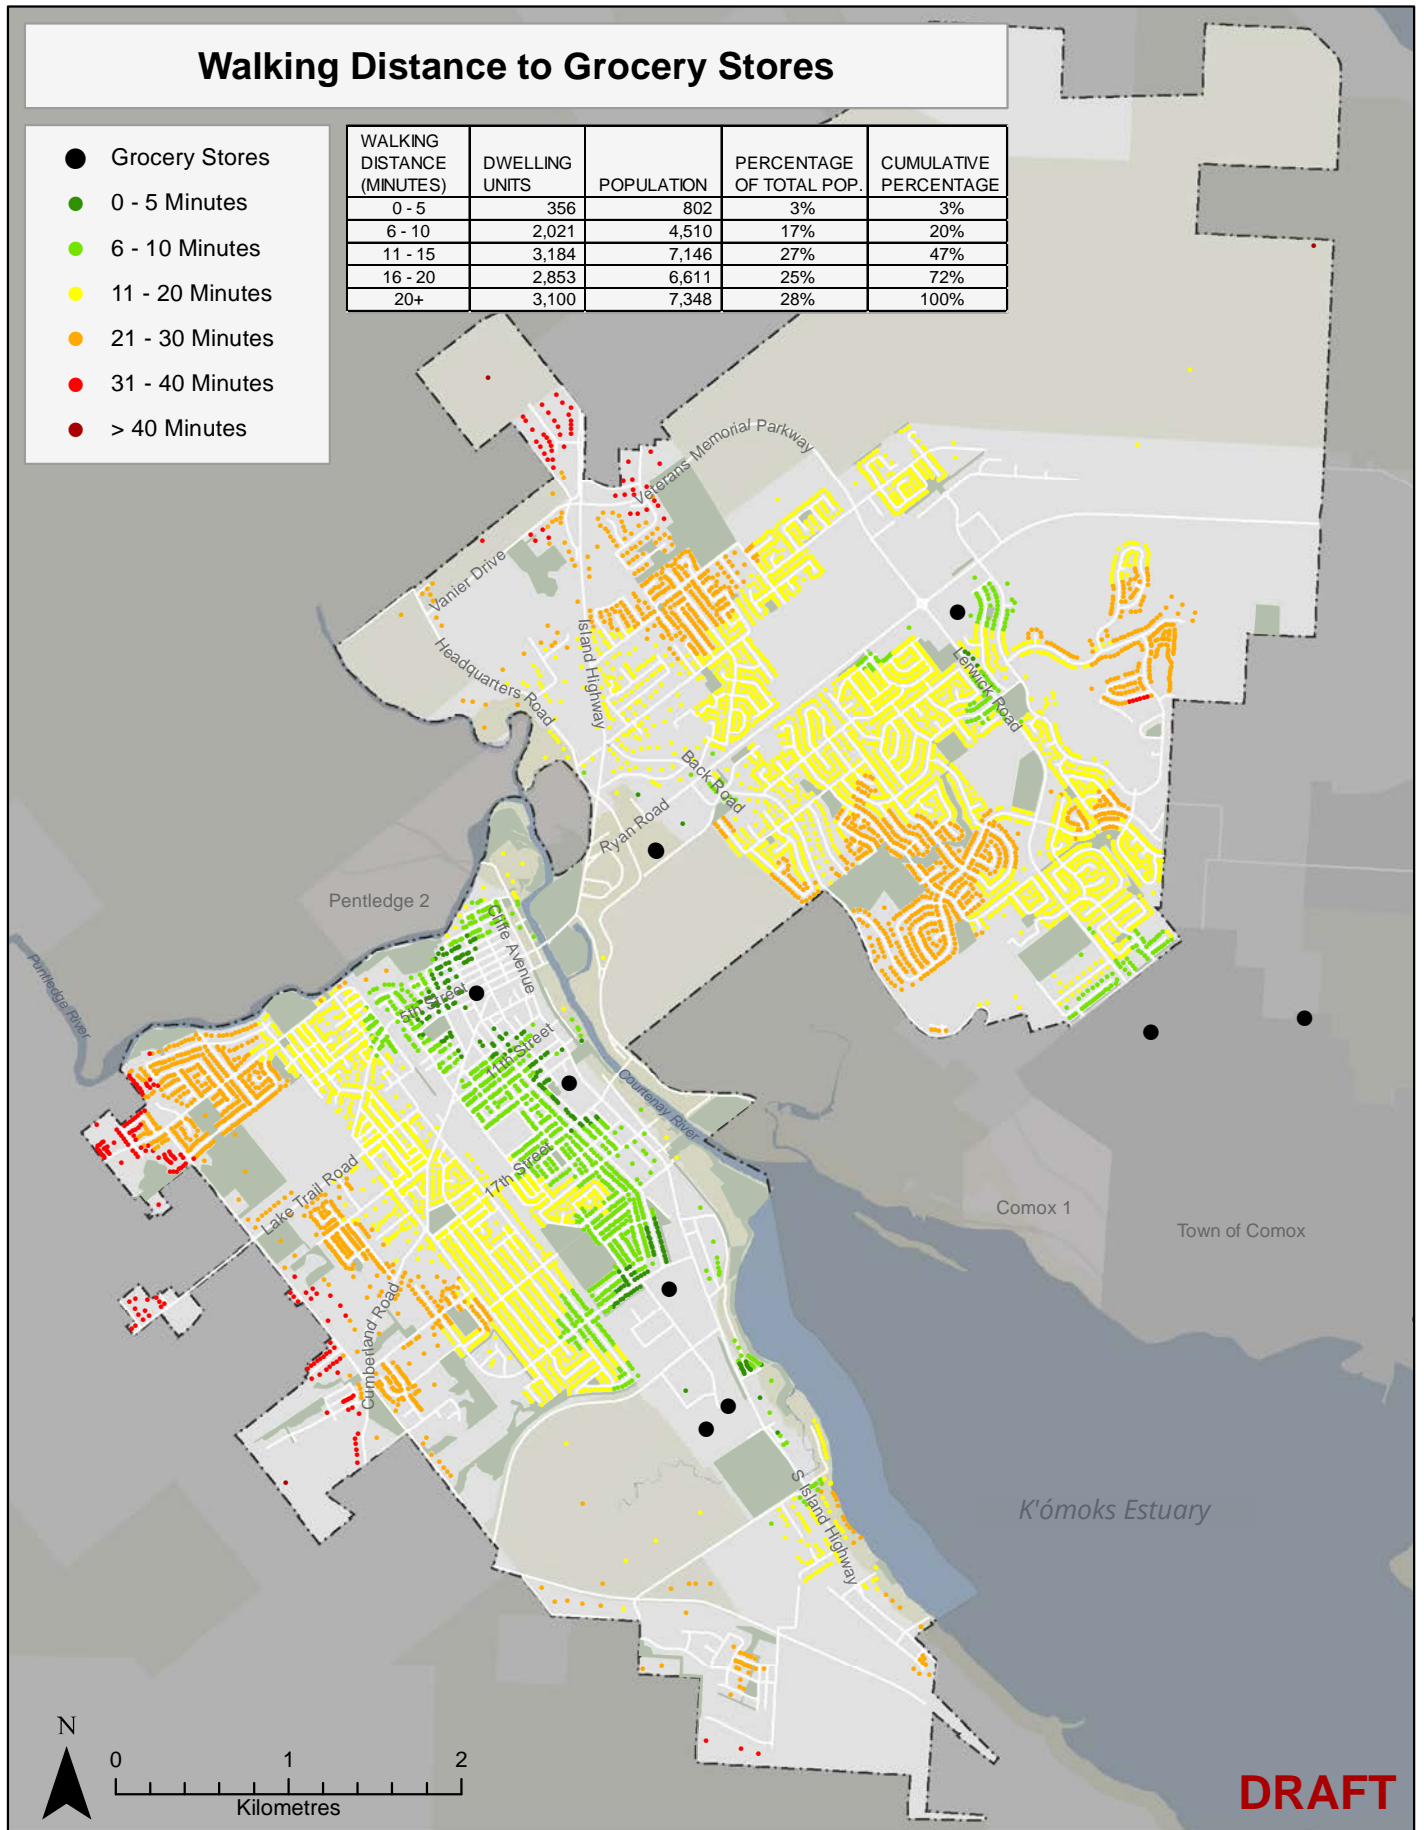 Walking Distance to Grocery Stores
Grocery Stores
0 - 5 Minutes
6 - 10 Minutes
11 - 20 Minutes
21 - 30 Minutes
31 - 40 Minutes
> 40 Minutes
WALKING DISTANCE (MINUTES) DWELLING UNITS POPULATION PERCENTAGE OF TOTAL POP. CUMULATIVE PERCENTAGE
0 - 5 356 802 3% 3%
6 - 10 2,021 4,510 17% 20%
11 - 15 3,184 7,146 27% 47%
16 - 20 2,853 6,611 25% 72%
20+ 3,100 7,348 28% 100%
Veterans Memorial Parkway
Vanier Drive
Headquarters Road
Island Highway
Lerwick Road
Back Road
Ryan Road
Pentledge 2
Cliffe Avenue
Puntledge River
5th Street
11th Street
Courtenay River
17th Street
Lake Trail Road
Comox 1
Town of Comox
Cumberland Road
S Island Highway
K'ómoks Estuary
N
0 1 2
Kilometres
DRAFT